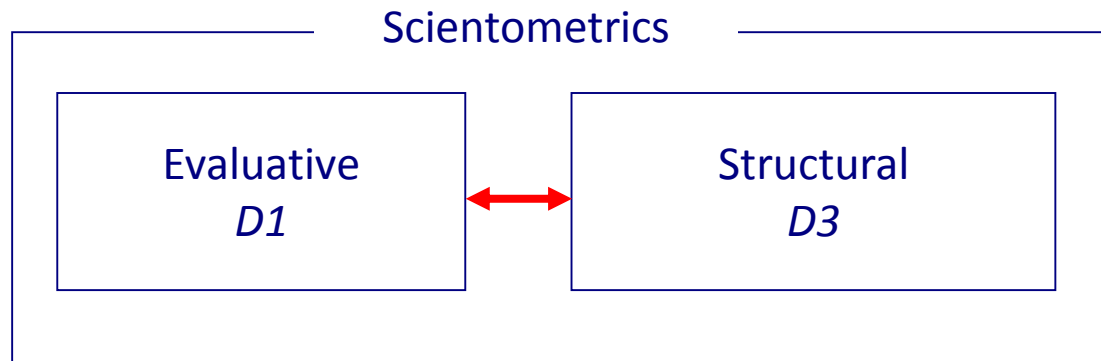 Scientometrics
Evaluative
D1
Structural
D3